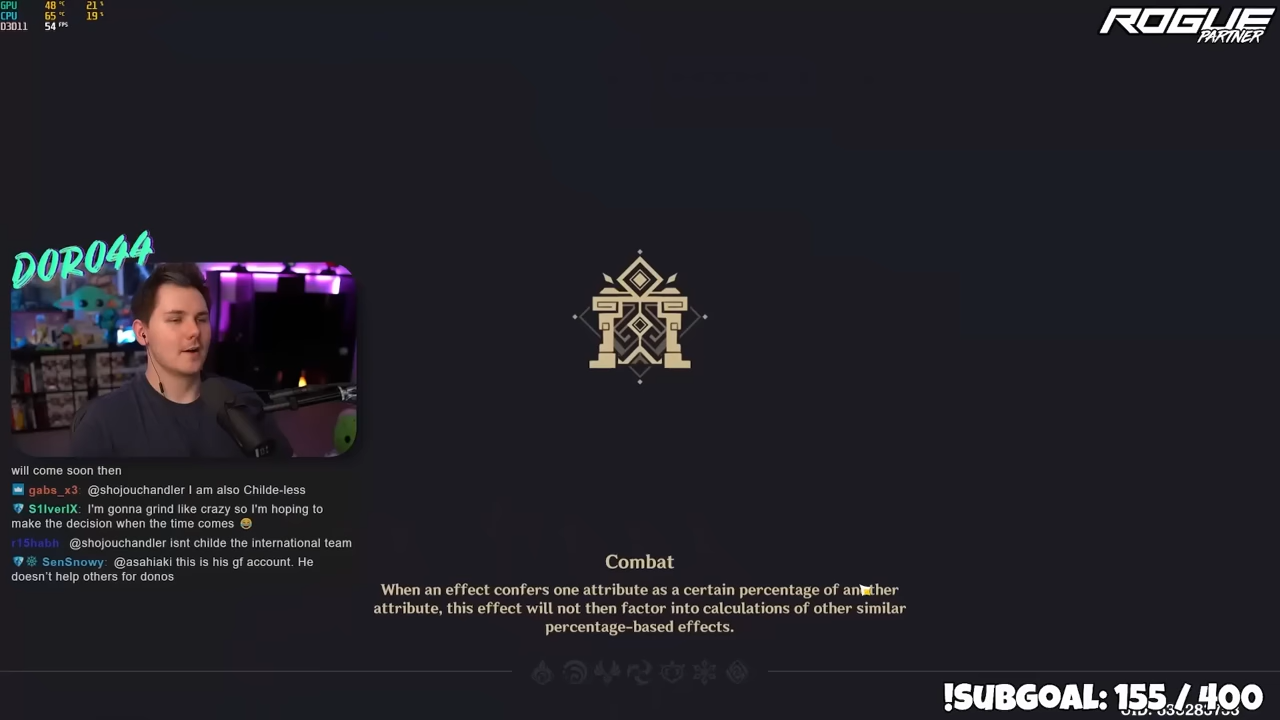 GPU 48 °C 21 %
CPU 65 °C 19 %
D3D11 54 FPS
ROGUE
PARTNER
DORO44
will come soon then
gabs_x3: @shojouchandler I am also Childe-less
S1lverIX: I'm gonna grind like crazy so I'm hoping to
make the decision when the time comes 😂
r15habh @shojouchandler isnt childe the international team
SenSnowy: @asahiaki this is his gf account. He
doesn't help others for donos
Combat
When an effect confers one attribute as a certain percentage of another
attribute, this effect will not then factor into calculations of other similar
percentage-based effects.
!SUBGOAL: 155 / 400